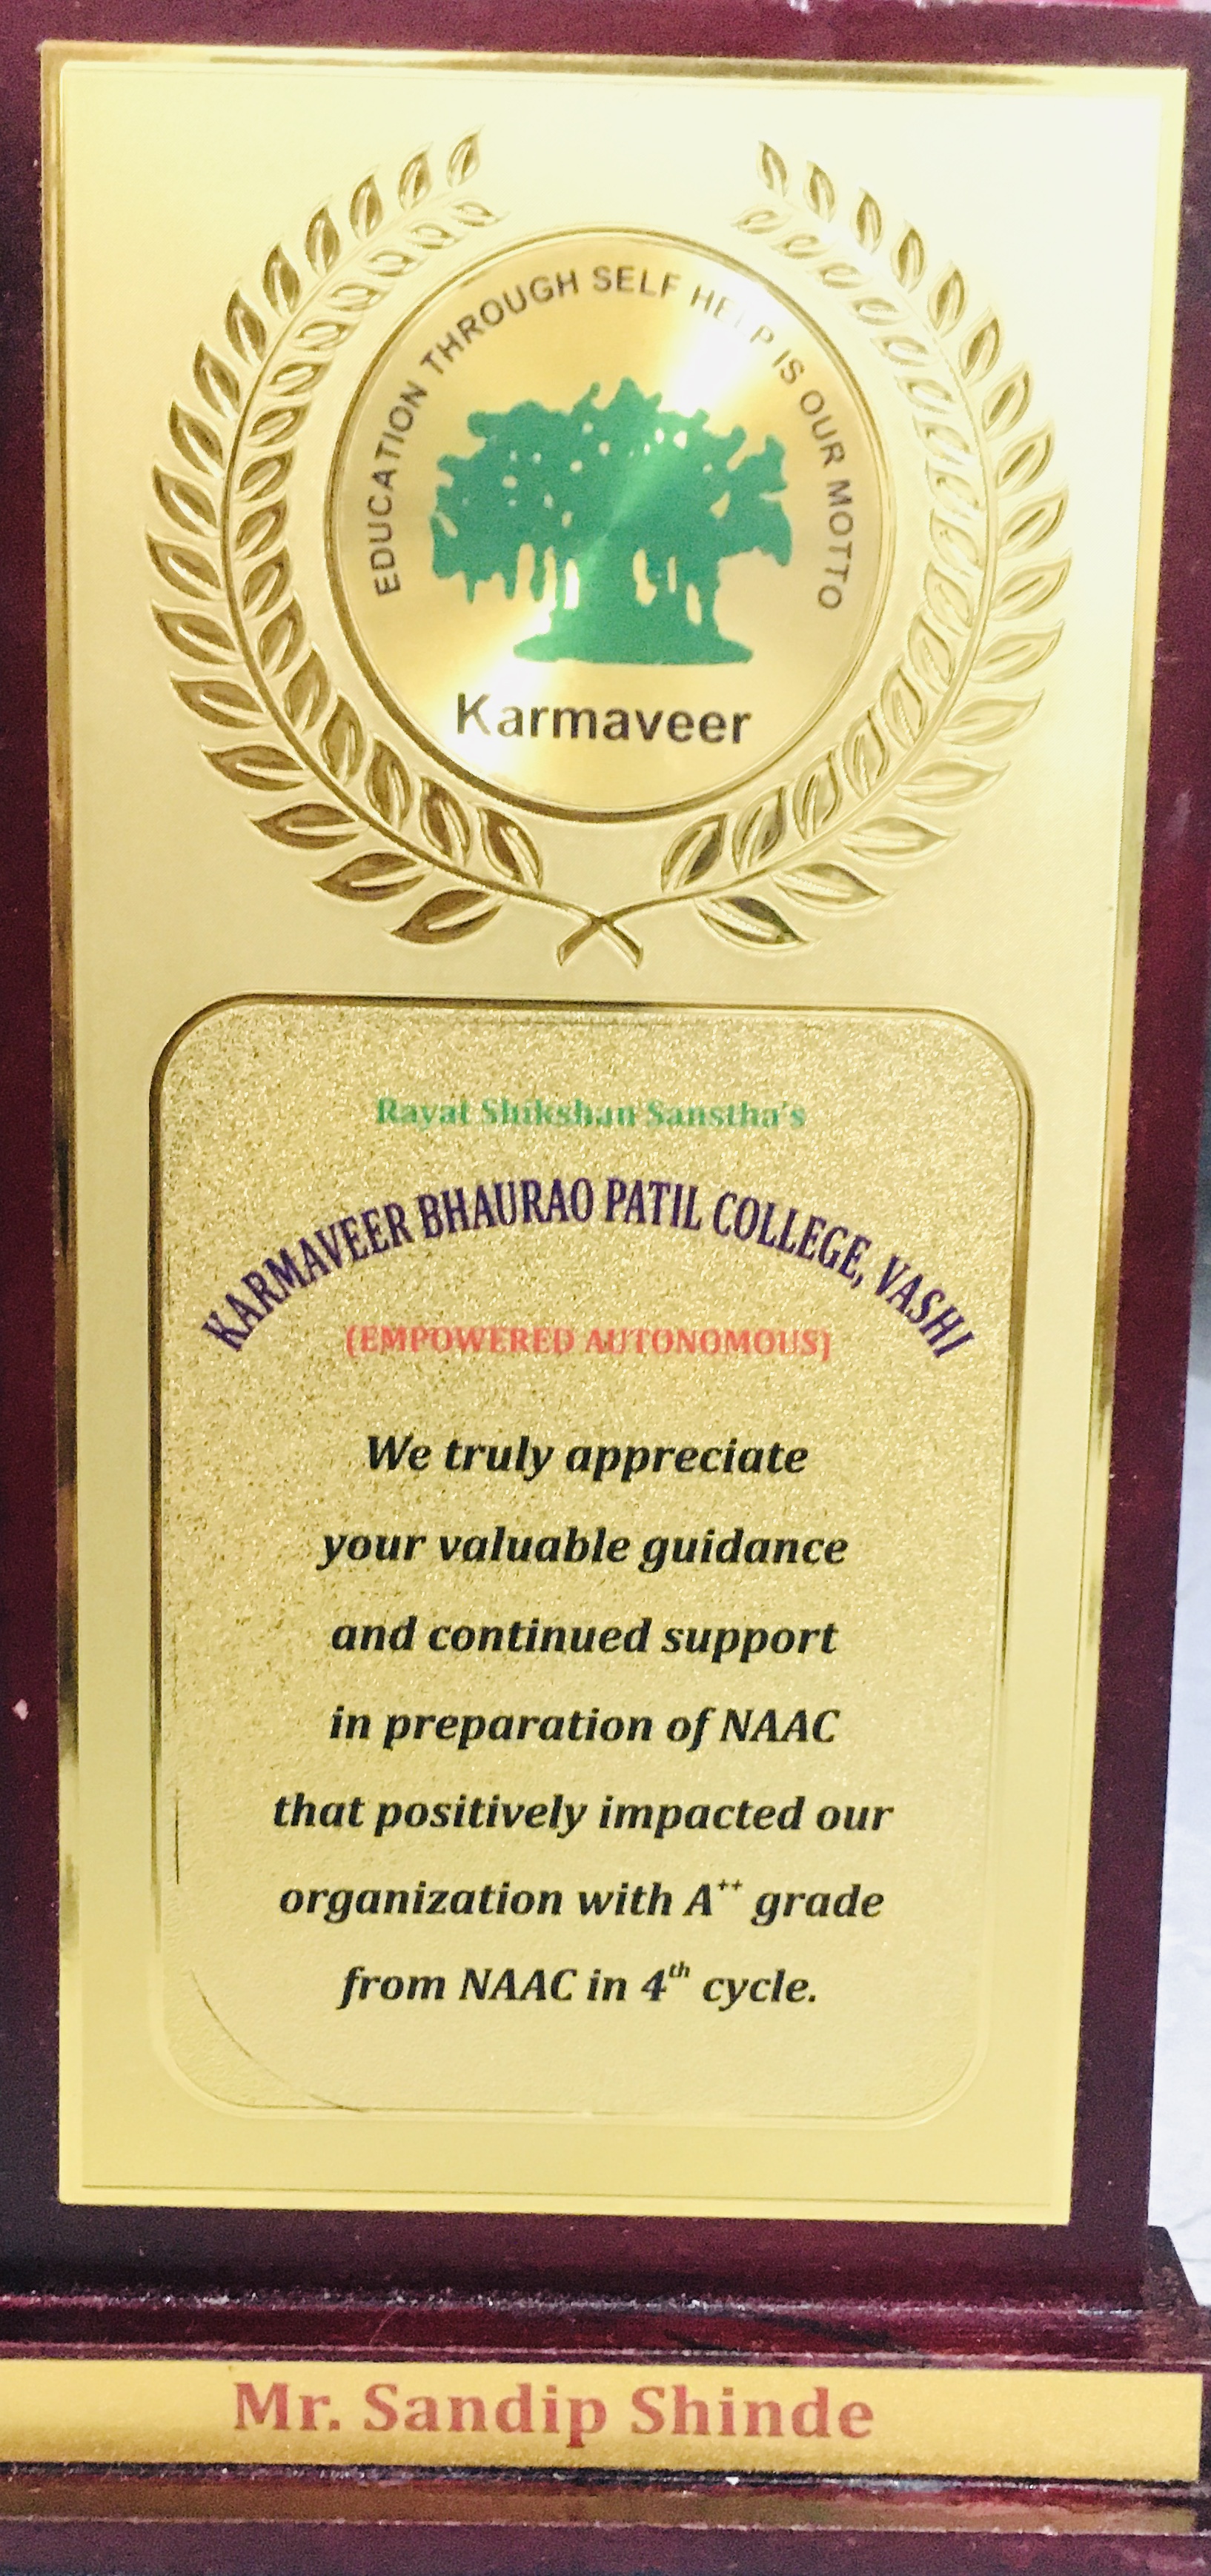 EDUCATION THROUGH SELF HELP IS OUR MOTTO
Karmaveer
Rayat Shikshan Sanstha's
KARMAVEER BHAURAO PATIL COLLEGE, VASHI
(EMPOWERED AUTONOMOUS)
We truly appreciate
your valuable guidance
and continued support
in preparation of NAAC
that positively impacted our
organization with A++ grade
from NAAC in 4th cycle.
Mr. Sandip Shinde